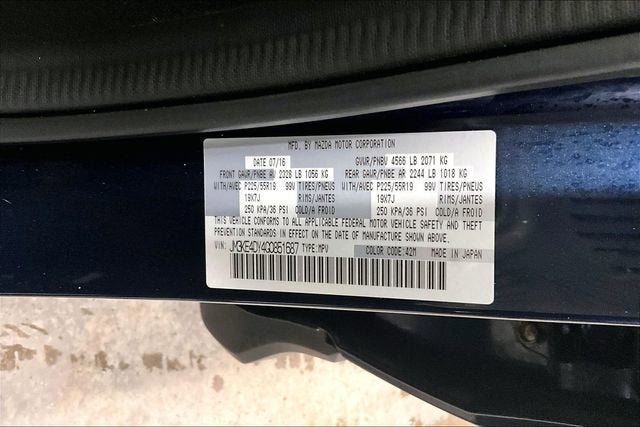 MFD. BY MAZDA MOTOR CORPORATION
DATE 07/16 GVWR/PNBV 4566 LB 2071 KG
FRONT GAWR/PNBE AV 2328 LB 1056 KG REAR GAWR/PNBE AR 2244 LB 1018 KG
WITH/AVEC P225/55R19 99V TIRES/PNEUS WITH/AVEC P225/55R19 99V TIRES/PNEUS
19X7J RIMS/JANTES 19X7J RIMS/JANTES
250 KPA/36 PSI COLD/A FROID 250 KPA/36 PSI COLD/A FROID
THIS VEHICLE CONFORMS TO ALL APPLICABLE FEDERAL MOTOR VEHICLE SAFETY AND THEFT
PREVENTION STANDARDS IN EFFECT ON THE DATE OF MANUFACTURE SHOWN ABOVE.
VIN: JM3KE4DY4G0861687 TYPE:MPV COLOR CODE:42M MADE IN JAPAN